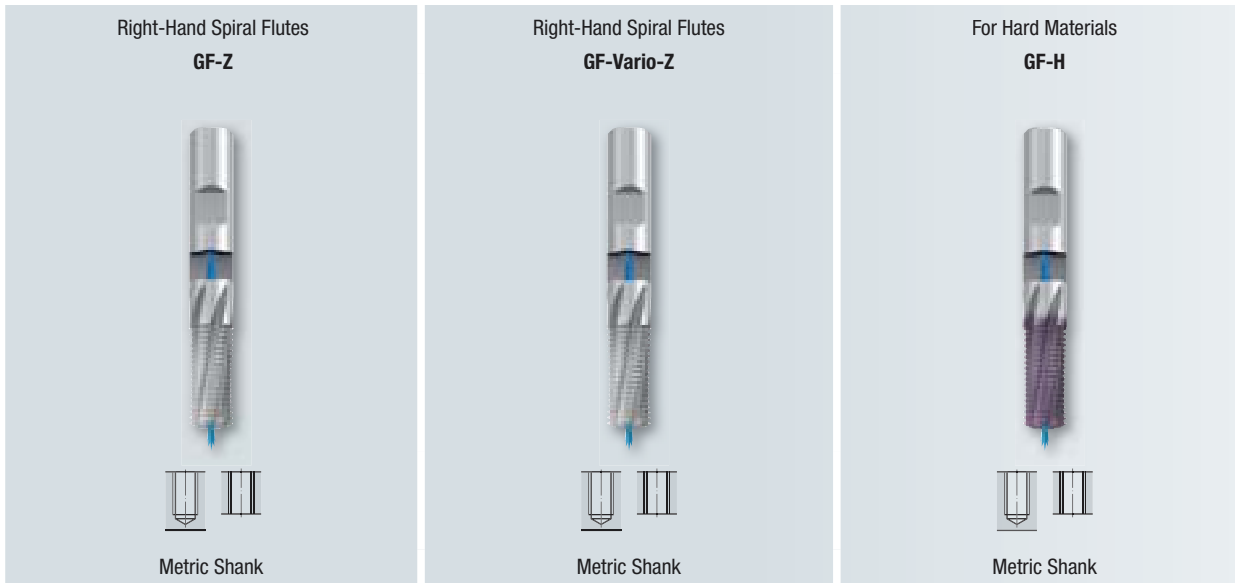 Right-Hand Spiral Flutes
GF-Z
Metric Shank
Right-Hand Spiral Flutes
GF-Vario-Z
Metric Shank
For Hard Materials
GF-H
Metric Shank